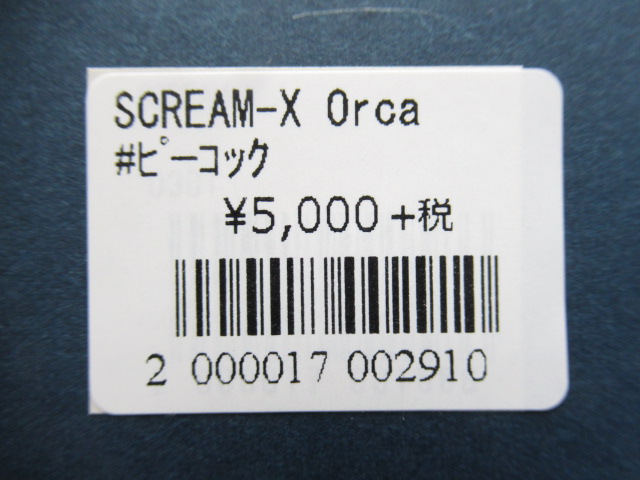 SCREAM-X Orca
#ﾋﾟｰｺｯｸ
¥5,000+税
2 000017 002910